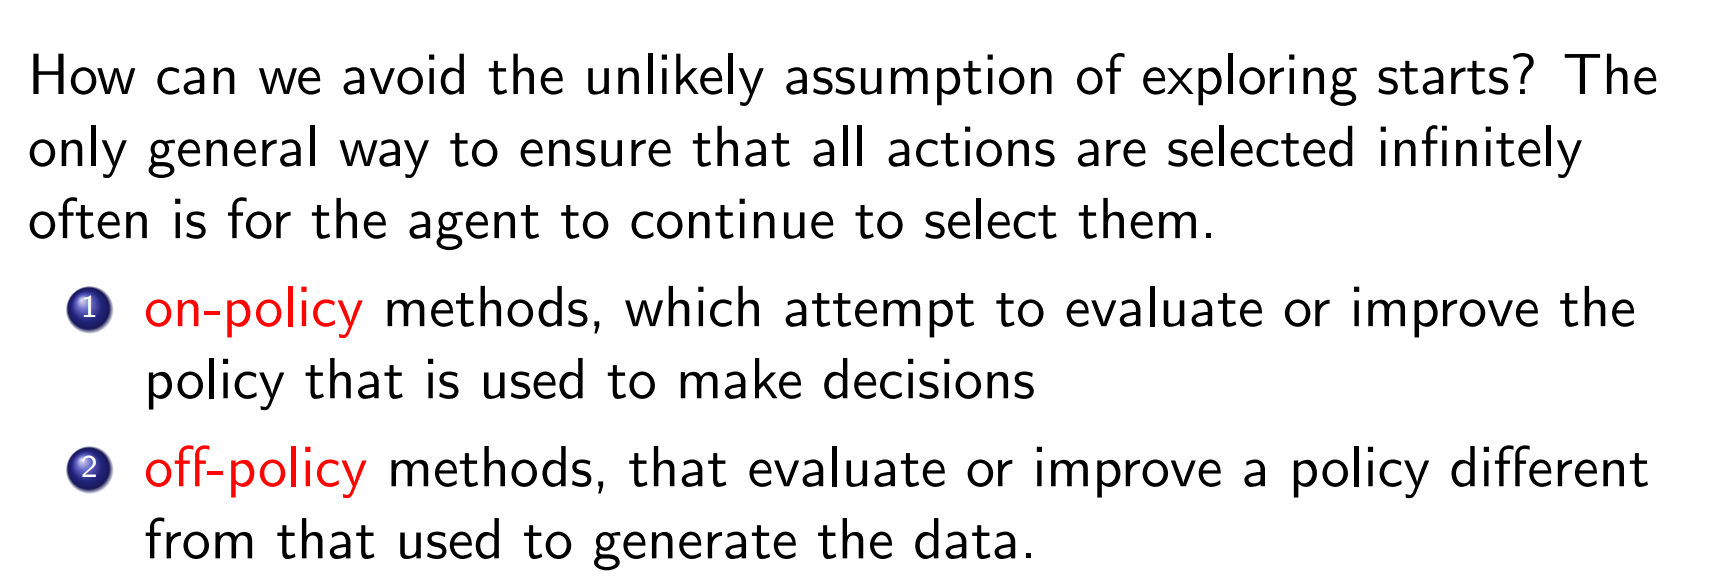 How can we avoid the unlikely assumption of exploring starts? The
only general way to ensure that all actions are selected infinitely
often is for the agent to continue to select them.
1 on-policy methods, which attempt to evaluate or improve the
policy that is used to make decisions
2 off-policy methods, that evaluate or improve a policy different
from that used to generate the data.